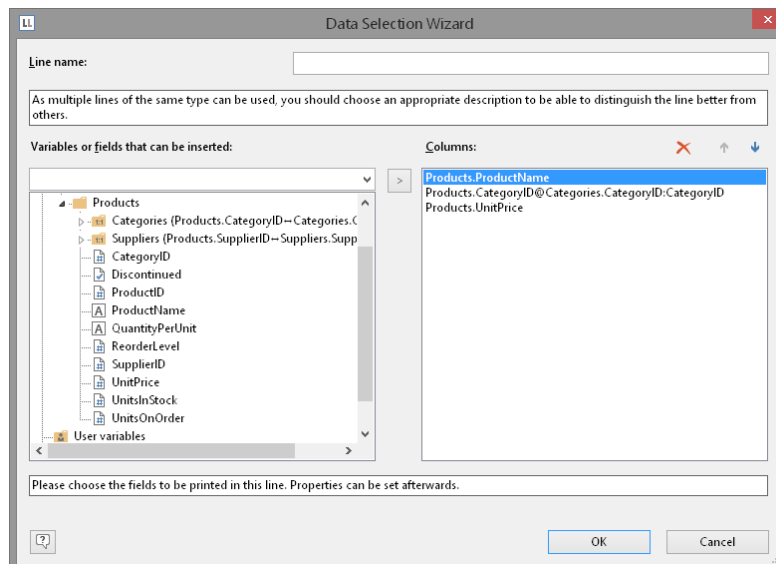 LL
Data Selection Wizard
Line name:
As multiple lines of the same type can be used, you should choose an appropriate description to be able to distinguish the line better from
others.
Variables or fields that can be inserted:
Columns:
>
Products
1:1 Categories (Products.CategoryID↔Categories.C
1:1 Suppliers (Products.SupplierID↔Suppliers.Supp
# CategoryID
Discontinued
# ProductID
A ProductName
A QuantityPerUnit
# ReorderLevel
# SupplierID
# UnitPrice
# UnitsInStock
# UnitsOnOrder
User variables
Products.ProductName
Products.CategoryID@Categories.CategoryID:CategoryID
Products.UnitPrice
Please choose the fields to be printed in this line. Properties can be set afterwards.
?
OK
Cancel